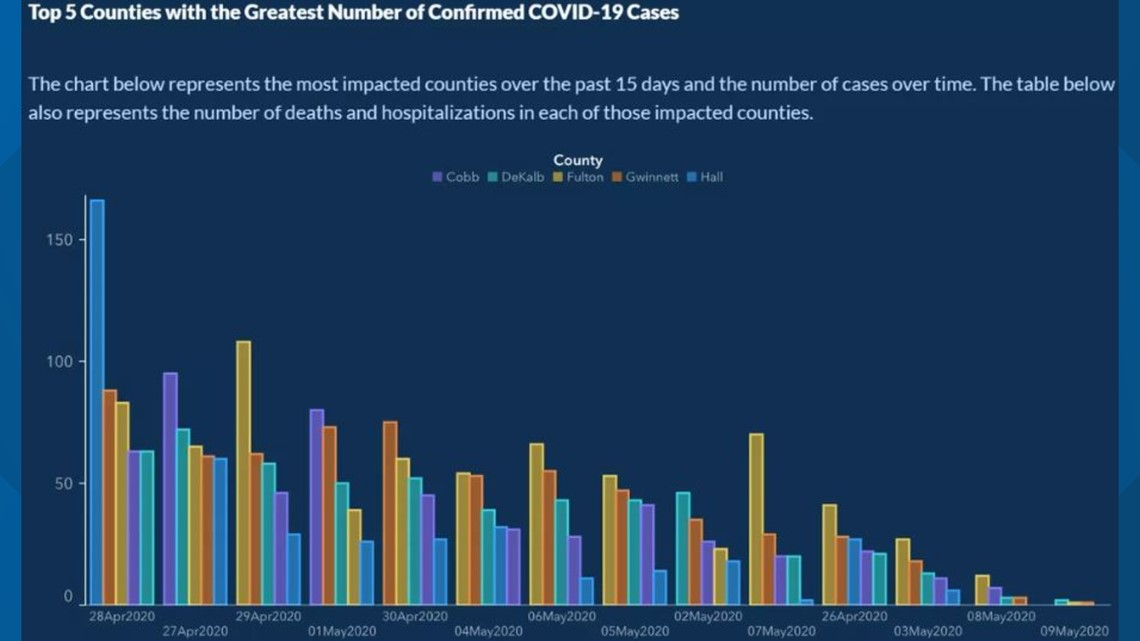 Top 5 Counties with the Greatest Number of Confirmed COVID-19 Cases
The chart below represents the most impacted counties over the past 15 days and the number of cases over time. The table below
also represents the number of deaths and hospitalizations in each of those impacted counties.
County
Cobb DeKalb Fulton Gwinnett Hall
150
100
50
0
28Apr2020 29Apr2020 30Apr2020 06May2020 02May2020 26Apr2020 08May2020
27Apr2020 01May2020 04May2020 05May2020 07May2020 03May2020 09May2020